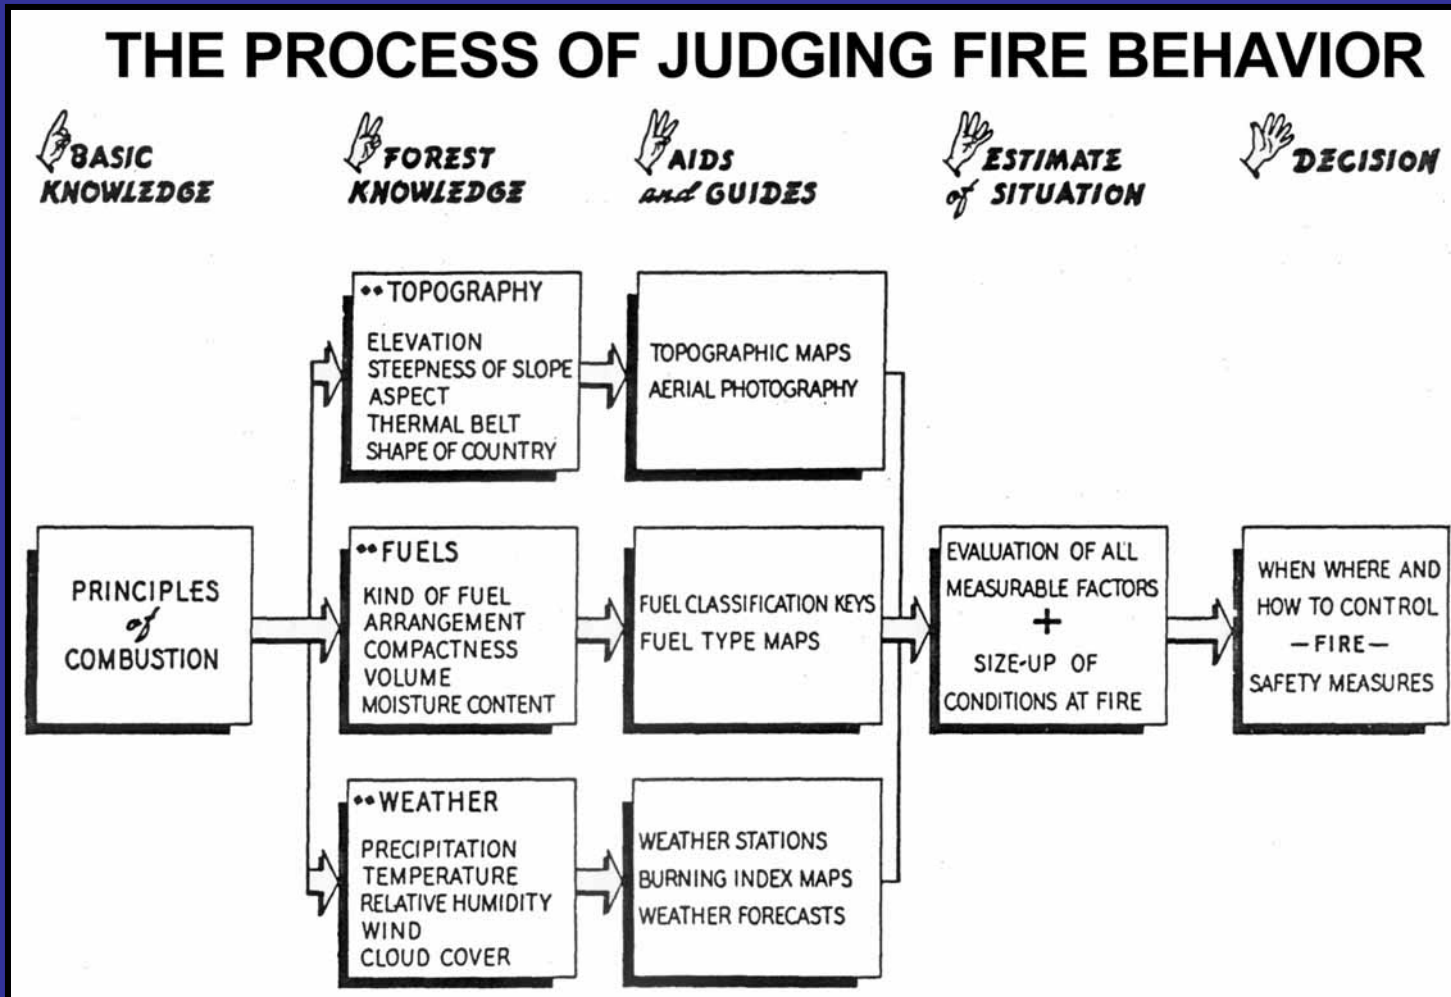 THE PROCESS OF JUDGING FIRE BEHAVIOR
BASIC
KNOWLEDGE
FOREST
KNOWLEDGE
AIDS
and GUIDES
ESTIMATE
of SITUATION
DECISION
PRINCIPLES
of
COMBUSTION
TOPOGRAPHY
ELEVATION
STEEPNESS OF SLOPE
ASPECT
THERMAL BELT
SHAPE OF COUNTRY
FUELS
KIND OF FUEL
ARRANGEMENT
COMPACTNESS
VOLUME
MOISTURE CONTENT
WEATHER
PRECIPITATION
TEMPERATURE
RELATIVE HUMIDITY
WIND
CLOUD COVER
TOPOGRAPHIC MAPS
AERIAL PHOTOGRAPHY
FUEL CLASSIFICATION KEYS
FUEL TYPE MAPS
WEATHER STATIONS
BURNING INDEX MAPS
WEATHER FORECASTS
EVALUATION OF ALL
MEASURABLE FACTORS
+
SIZE-UP OF
CONDITIONS AT FIRE
WHEN WHERE AND
HOW TO CONTROL
—FIRE—
SAFETY MEASURES